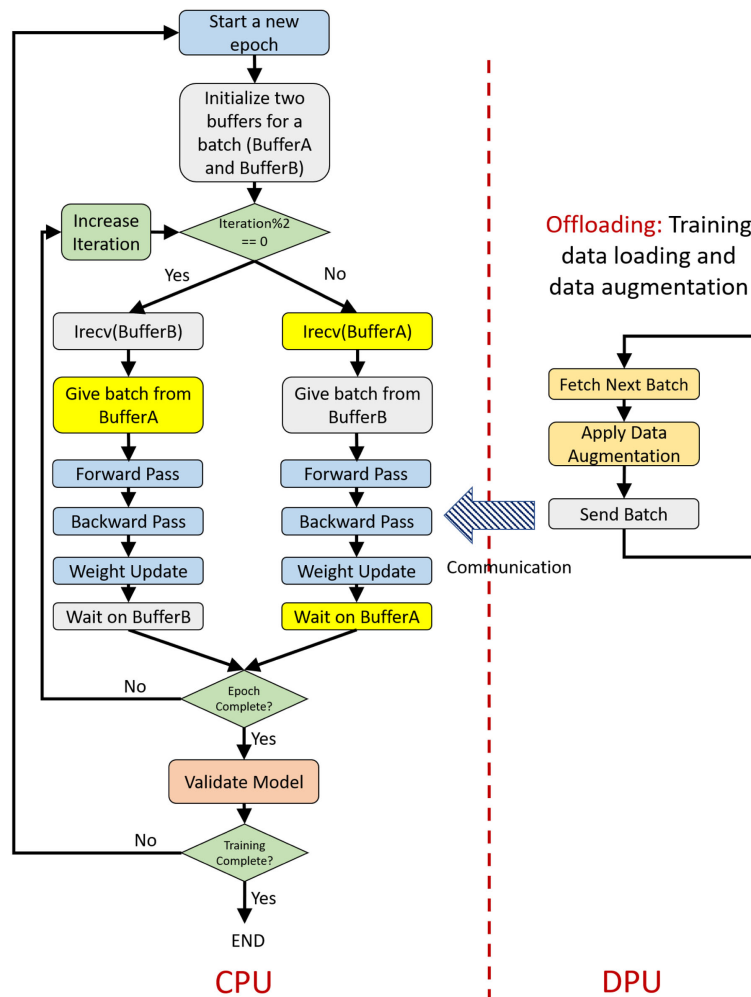 Start a new
epoch
Initialize two
buffers for a
batch (BufferA
and BufferB)
Increase
Iteration
Iteration%2
== 0
Yes
No
Irecv(BufferB)
Give batch from
BufferA
Forward Pass
Backward Pass
Weight Update
Wait on BufferB
Irecv(BufferA)
Give batch from
BufferB
Forward Pass
Backward Pass
Weight Update
Wait on BufferA
No
Epoch
Complete?
Yes
Validate Model
No
Training
Complete?
Yes
END
CPU
Communication
Offloading: Training
data loading and
data augmentation
Fetch Next Batch
Apply Data
Augmentation
Send Batch
DPU